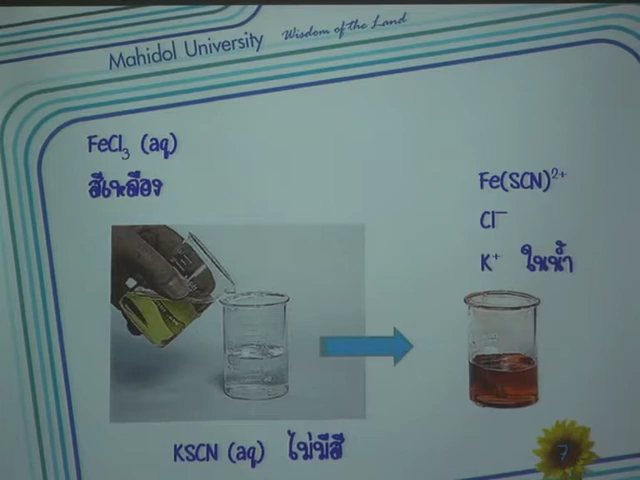 Mahidol University Wisdom of the Land
FeCl₃ (aq)
สีเหลือง
Fe(SCN)²⁺
Cl⁻
K⁺ ในน้ำ
KSCN (aq) ไม่มีสี
7